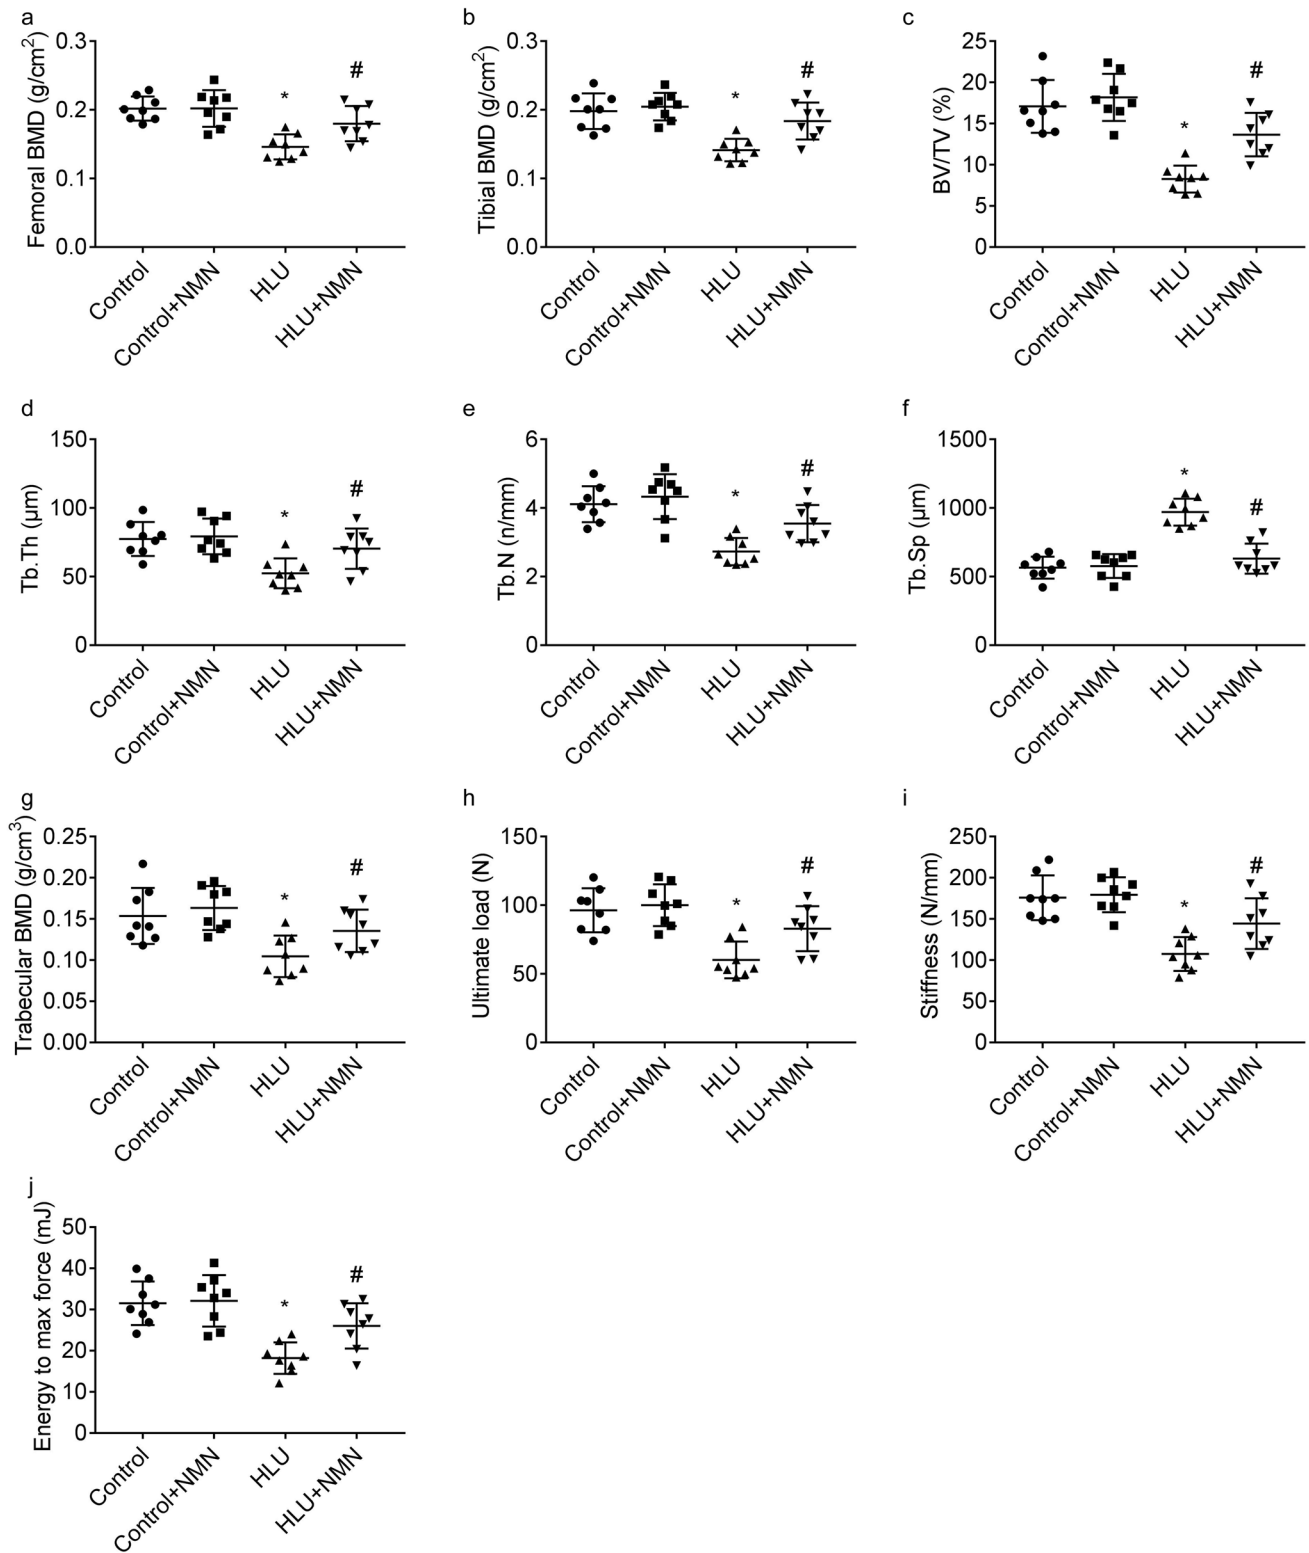 a
Femoral BMD (g/cm²)
0.3
0.2
0.1
0.0
*
#
Control
Control+NMN
HLU
HLU+NMN
b
Tibial BMD (g/cm²)
0.3
0.2
0.1
0.0
*
#
Control
Control+NMN
HLU
HLU+NMN
c
BV/TV (%)
25
20
15
10
5
0
*
#
Control
Control+NMN
HLU
HLU+NMN
d
Tb.Th (μm)
150
100
50
0
*
#
Control
Control+NMN
HLU
HLU+NMN
e
Tb.N (n/mm)
6
4
2
0
*
#
Control
Control+NMN
HLU
HLU+NMN
f
Tb.Sp (μm)
1500
1000
500
0
*
#
Control
Control+NMN
HLU
HLU+NMN
g
Trabecular BMD (g/cm³)
0.25
0.20
0.15
0.10
0.05
0.00
*
#
Control
Control+NMN
HLU
HLU+NMN
h
Ultimate load (N)
150
100
50
0
*
#
Control
Control+NMN
HLU
HLU+NMN
i
Stiffness (N/mm)
250
200
150
100
50
0
*
#
Control
Control+NMN
HLU
HLU+NMN
j
Energy to max force (mJ)
50
40
30
20
10
0
*
#
Control
Control+NMN
HLU
HLU+NMN